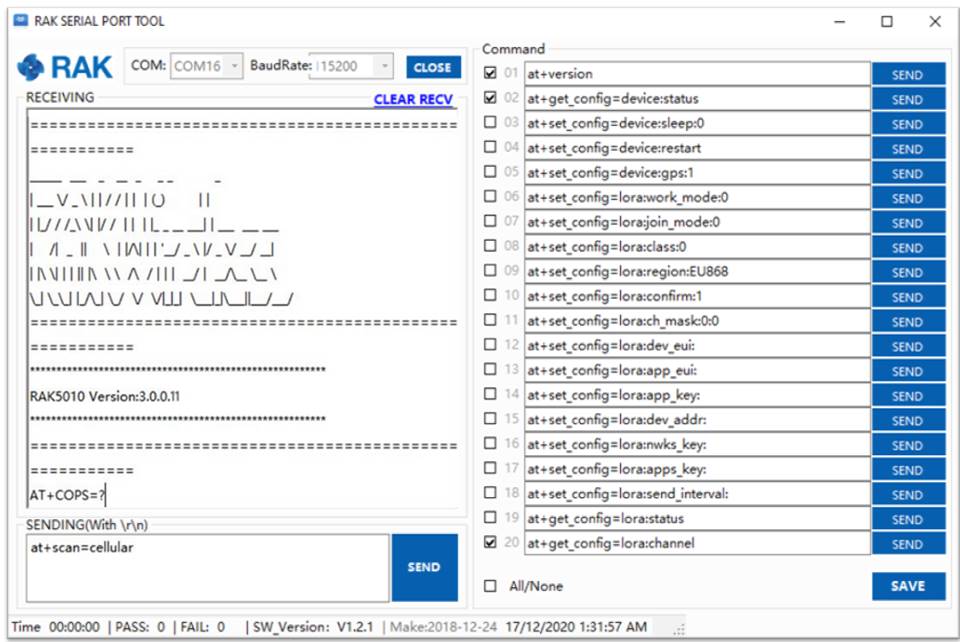 RAK SERIAL PORT TOOL
RAK
COM: COM16 BaudRate: 115200 CLOSE
RECEIVING CLEAR RECV
==============================================
===========
==============================================
===========
********************************************************
RAK5010 Version:3.0.0.11
********************************************************
==============================================
===========
AT+COPS=?
SENDING(With \r\n)
at+scan=cellular
SEND
Command
01 at+version SEND
02 at+get_config=device:status SEND
03 at+set_config=device:sleep:0 SEND
04 at+set_config=device:restart SEND
05 at+set_config=device:gps:1 SEND
06 at+set_config=lora:work_mode:0 SEND
07 at+set_config=lora:join_mode:0 SEND
08 at+set_config=lora:class:0 SEND
09 at+set_config=lora:region:EU868 SEND
10 at+set_config=lora:confirm:1 SEND
11 at+set_config=lora:ch_mask:0:0 SEND
12 at+set_config=lora:dev_eui: SEND
13 at+set_config=lora:app_eui: SEND
14 at+set_config=lora:app_key: SEND
15 at+set_config=lora:dev_addr: SEND
16 at+set_config=lora:nwks_key: SEND
17 at+set_config=lora:apps_key: SEND
18 at+set_config=lora:send_interval: SEND
19 at+get_config=lora:status SEND
20 at+get_config=lora:channel SEND
All/None SAVE
Time 00:00:00 | PASS: 0 | FAIL: 0 | SW_Version: V1.2.1 | Make:2018-12-24 17/12/2020 1:31:57 AM